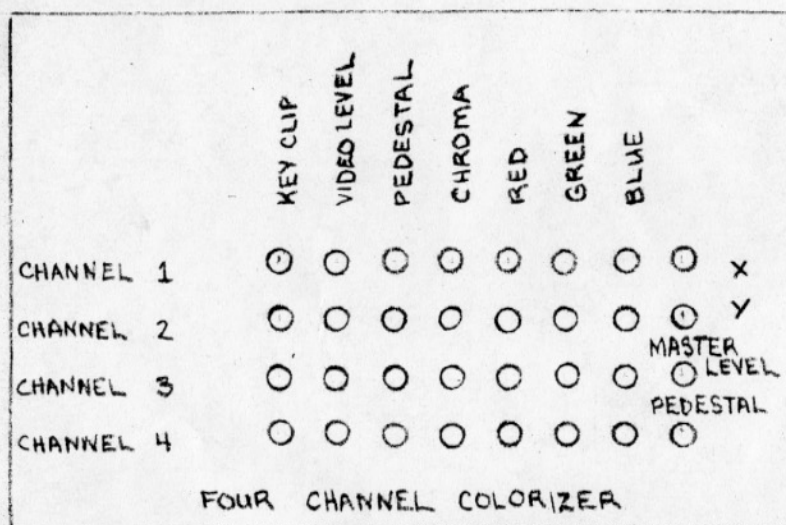 KEY CLIP
VIDEO LEVEL
PEDESTAL
CHROMA
RED
GREEN
BLUE
CHANNEL 1
X
CHANNEL 2
Y
MASTER
LEVEL
CHANNEL 3
PEDESTAL
CHANNEL 4
FOUR CHANNEL COLORIZER